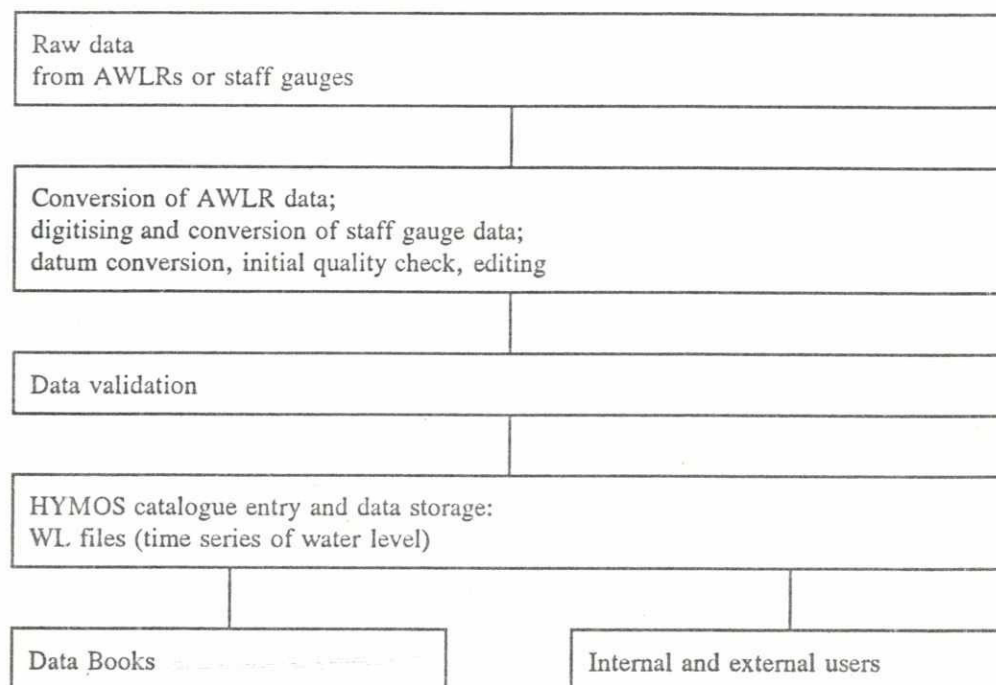 Raw data
from AWLRs or staff gauges
Conversion of AWLR data;
digitising and conversion of staff gauge data;
datum conversion, initial quality check, editing
Data validation
HYMOS catalogue entry and data storage:
WL files (time series of water level)
Data Books
Internal and external users